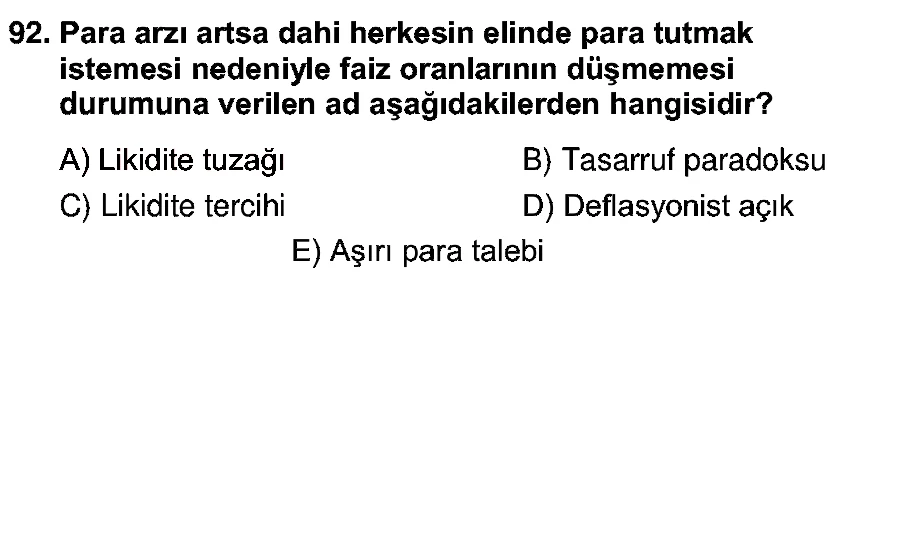 92. Para arzı artsa dahi herkesin elinde para tutmak
istemesi nedeniyle faiz oranlarının düşmemesi
durumuna verilen ad aşağıdakilerden hangisidir?
A) Likidite tuzağı B) Tasarruf paradoksu
C) Likidite tercihi D) Deflasyonist açık
E) Aşırı para talebi